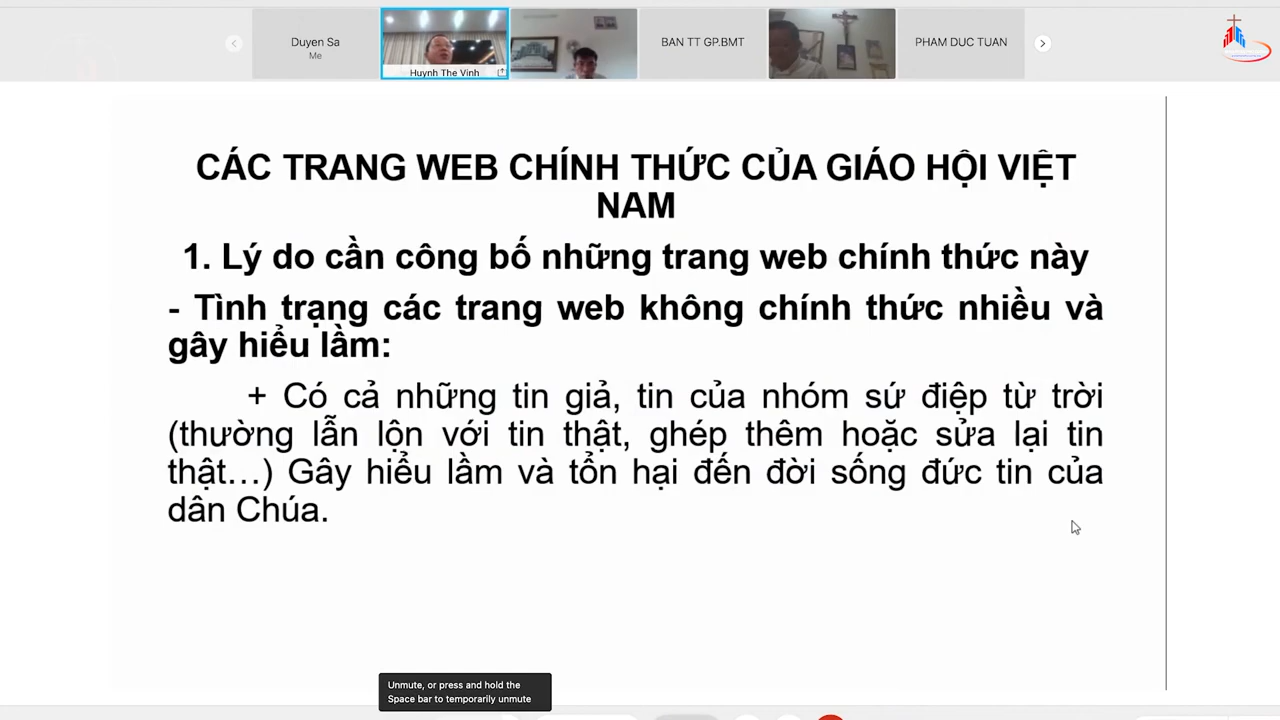 Duyen Sa
Me
Huynh The Vinh
BAN TT GP.BMT
PHAM DUC TUAN
CÁC TRANG WEB CHÍNH THỨC CỦA GIÁO HỘI VIỆT
NAM
1. Lý do cần công bố những trang web chính thức này
- Tình trạng các trang web không chính thức nhiều và
gây hiểu lầm:
+ Có cả những tin giả, tin của nhóm sứ điệp từ trời
(thường lẫn lộn với tin thật, ghép thêm hoặc sửa lại tin
thật...) Gây hiểu lầm và tổn hại đến đời sống đức tin của
dân Chúa.
Unmute, or press and hold the
Space bar to temporarily unmute